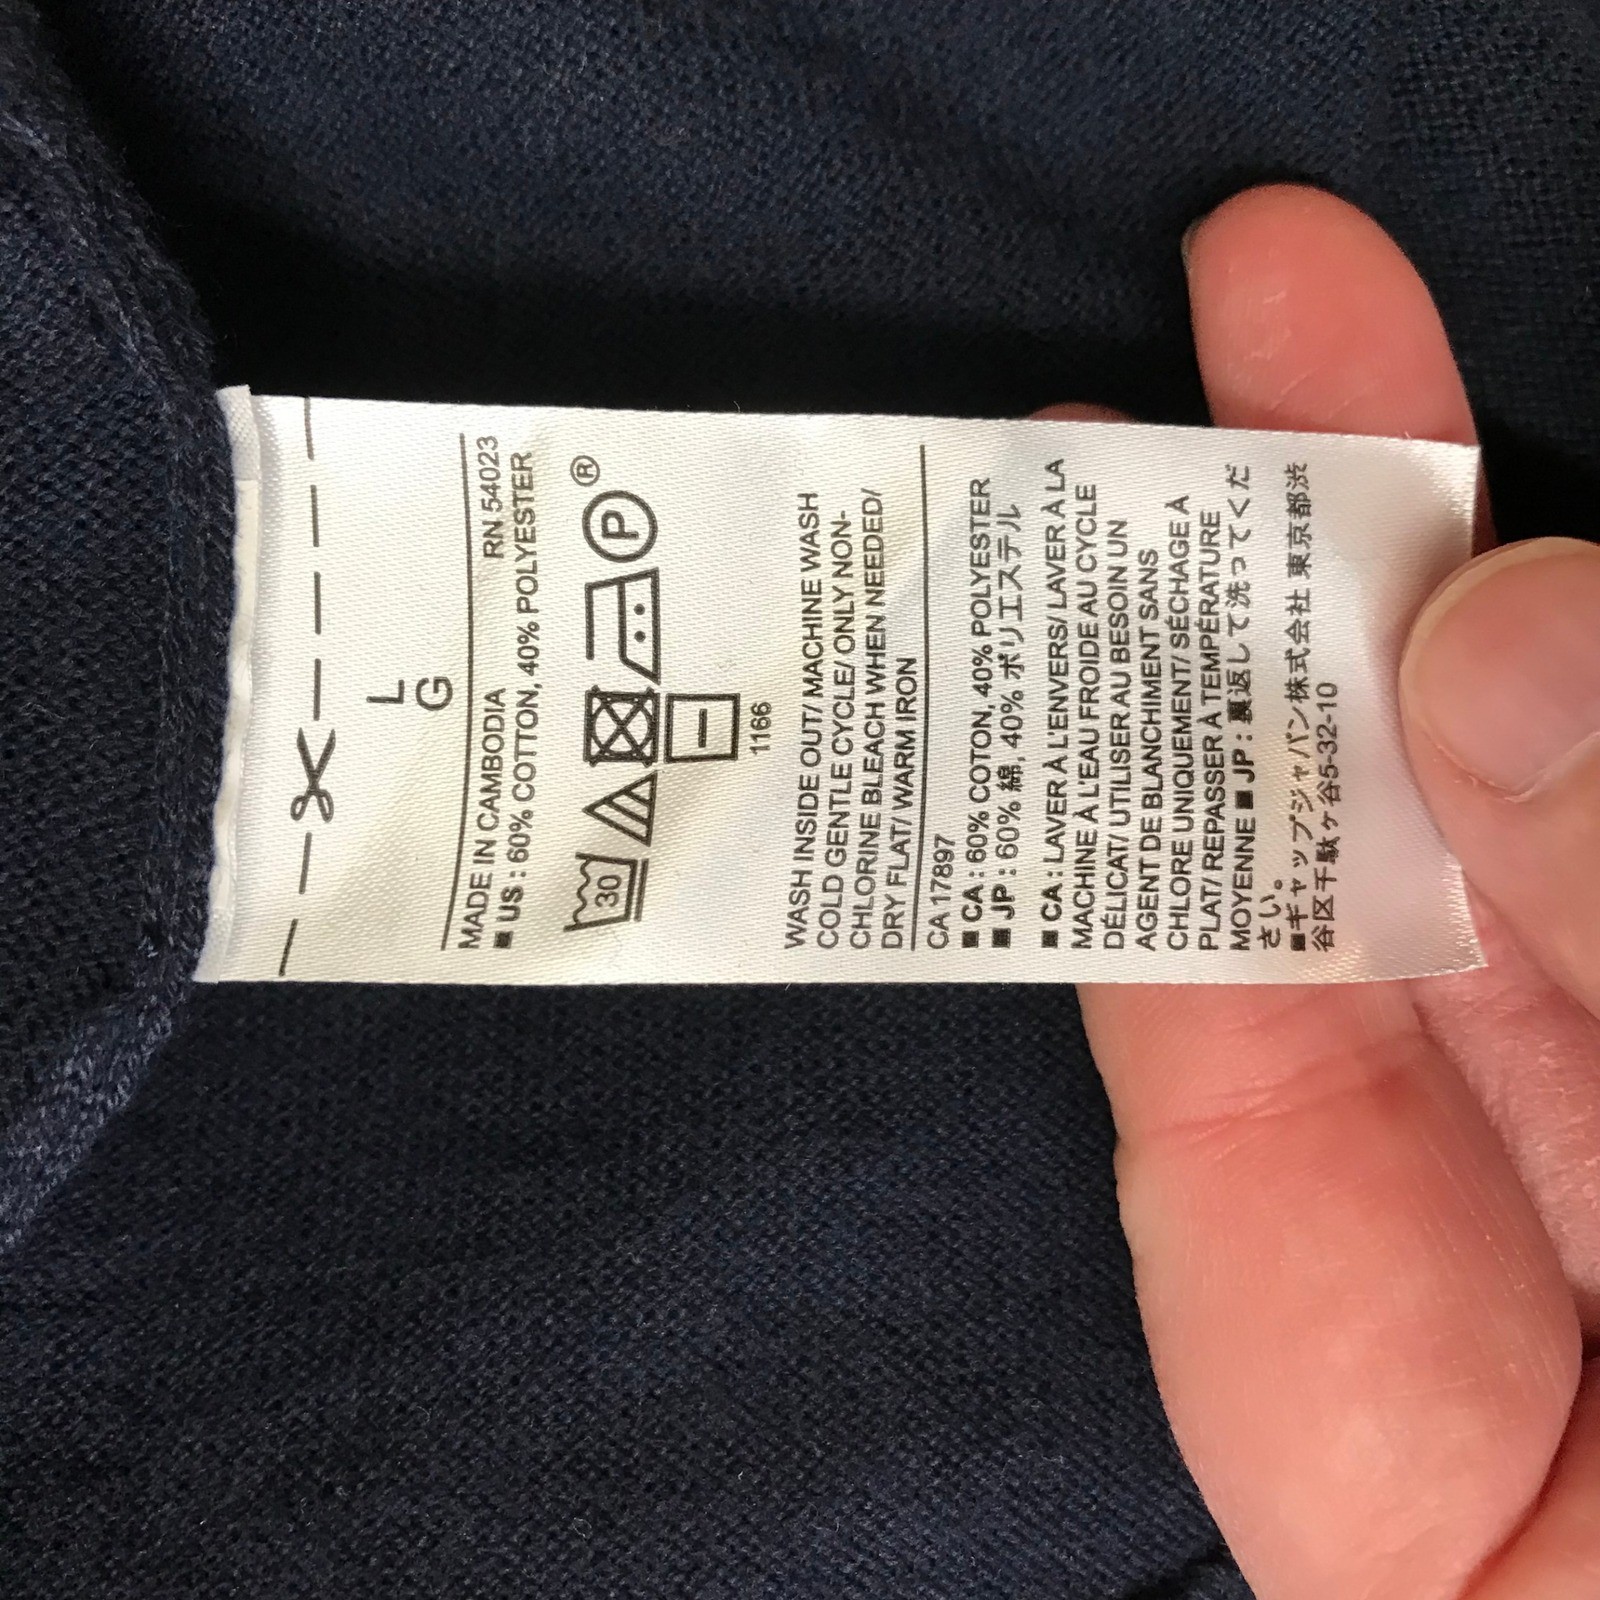 L
G
MADE IN CAMBODIA RN 54023
■ US : 60% COTTON, 40% POLYESTER
30 P ®
1166
WASH INSIDE OUT/ MACHINE WASH
COLD GENTLE CYCLE/ ONLY NON-
CHLORINE BLEACH WHEN NEEDED/
DRY FLAT/ WARM IRON
CA 17897
■ CA : 60% COTON, 40% POLYESTER
■ JP : 60% 綿, 40% ポリエステル
■ CA : LAVER À L'ENVERS/ LAVER À LA
MACHINE À L'EAU FROIDE AU CYCLE
DÉLICAT/ UTILISER AU BESOIN UN
AGENT DE BLANCHIMENT SANS
CHLORE UNIQUEMENT/ SÉCHAGE À
PLAT/ REPASSER À TEMPÉRATURE
MOYENNE ■ JP : 裏返して洗ってくだ
さい。
■ギャップジャパン株式会社 東京都渋
谷区千駄ヶ谷5-32-10